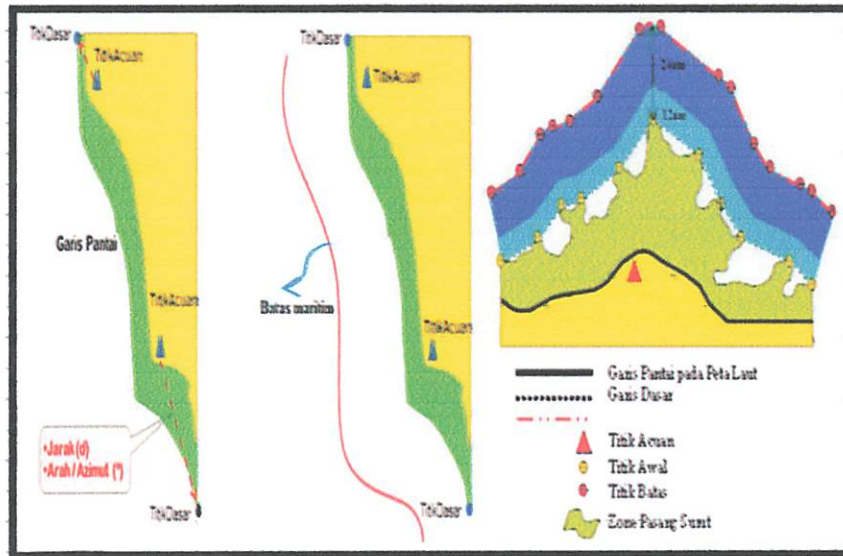 TitikDasar
TitikAcuan
Garis Pantai
TitikAcuan
•Jarak (d)
•Arah / Azimut (°)
TitikDasar
TitikDasar
TitikAcuan
Batas maritim
TitikAcuan
TitikDasar
12nm
Garis Pantai pada Peta Laut
Garis Dasar
Titik Acuan
Titik Awal
Titik Batas
Zone Pasang Surut